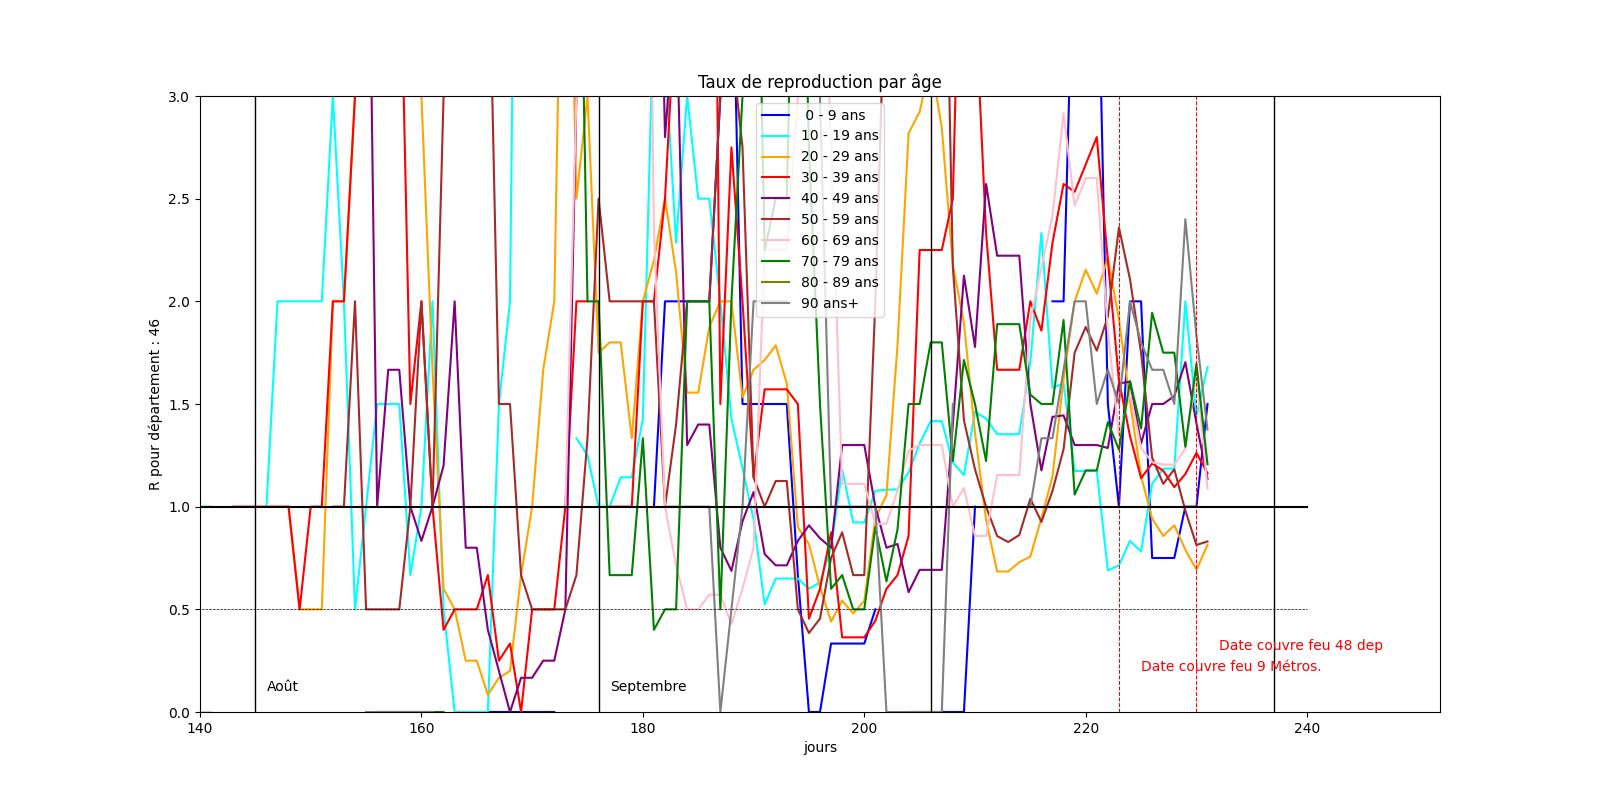 Taux de reproduction par âge
3.0
2.5
2.0
1.5
1.0
0.5
0.0
R pour département : 46
0 - 9 ans
10 - 19 ans
20 - 29 ans
30 - 39 ans
40 - 49 ans
50 - 59 ans
60 - 69 ans
70 - 79 ans
80 - 89 ans
90 ans+
Date couvre feu 48 dep
Date couvre feu 9 Métros.
Août
Septembre
140
160
180
200
220
240
jours